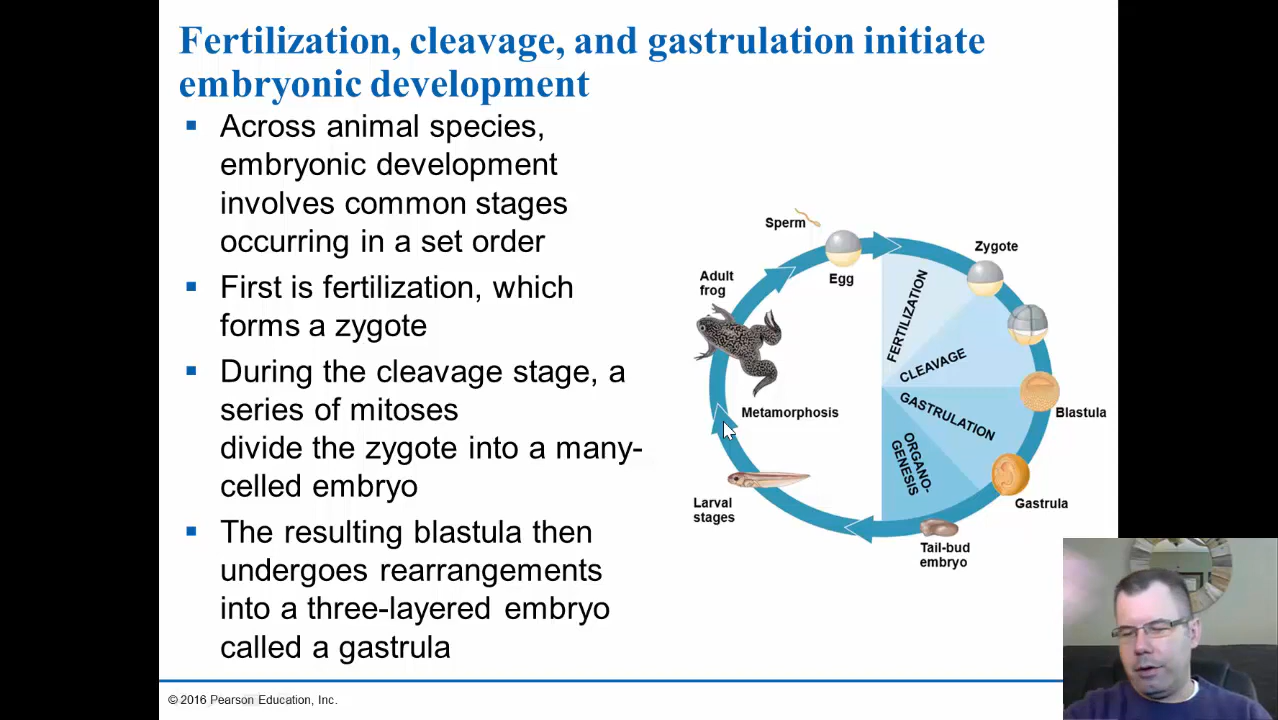 Fertilization, cleavage, and gastrulation initiate
embryonic development
Across animal species,
embryonic development
involves common stages
occurring in a set order
First is fertilization, which
forms a zygote
During the cleavage stage, a
series of mitoses
divide the zygote into a many-
celled embryo
The resulting blastula then
undergoes rearrangements
into a three-layered embryo
called a gastrula
Sperm
Egg
Zygote
Adult
frog
FERTILIZATION
CLEAVAGE
GASTRULATION
ORGANO-
GENESIS
Metamorphosis
Blastula
Larval
stages
Gastrula
Tail-bud
embryo
© 2016 Pearson Education, Inc.